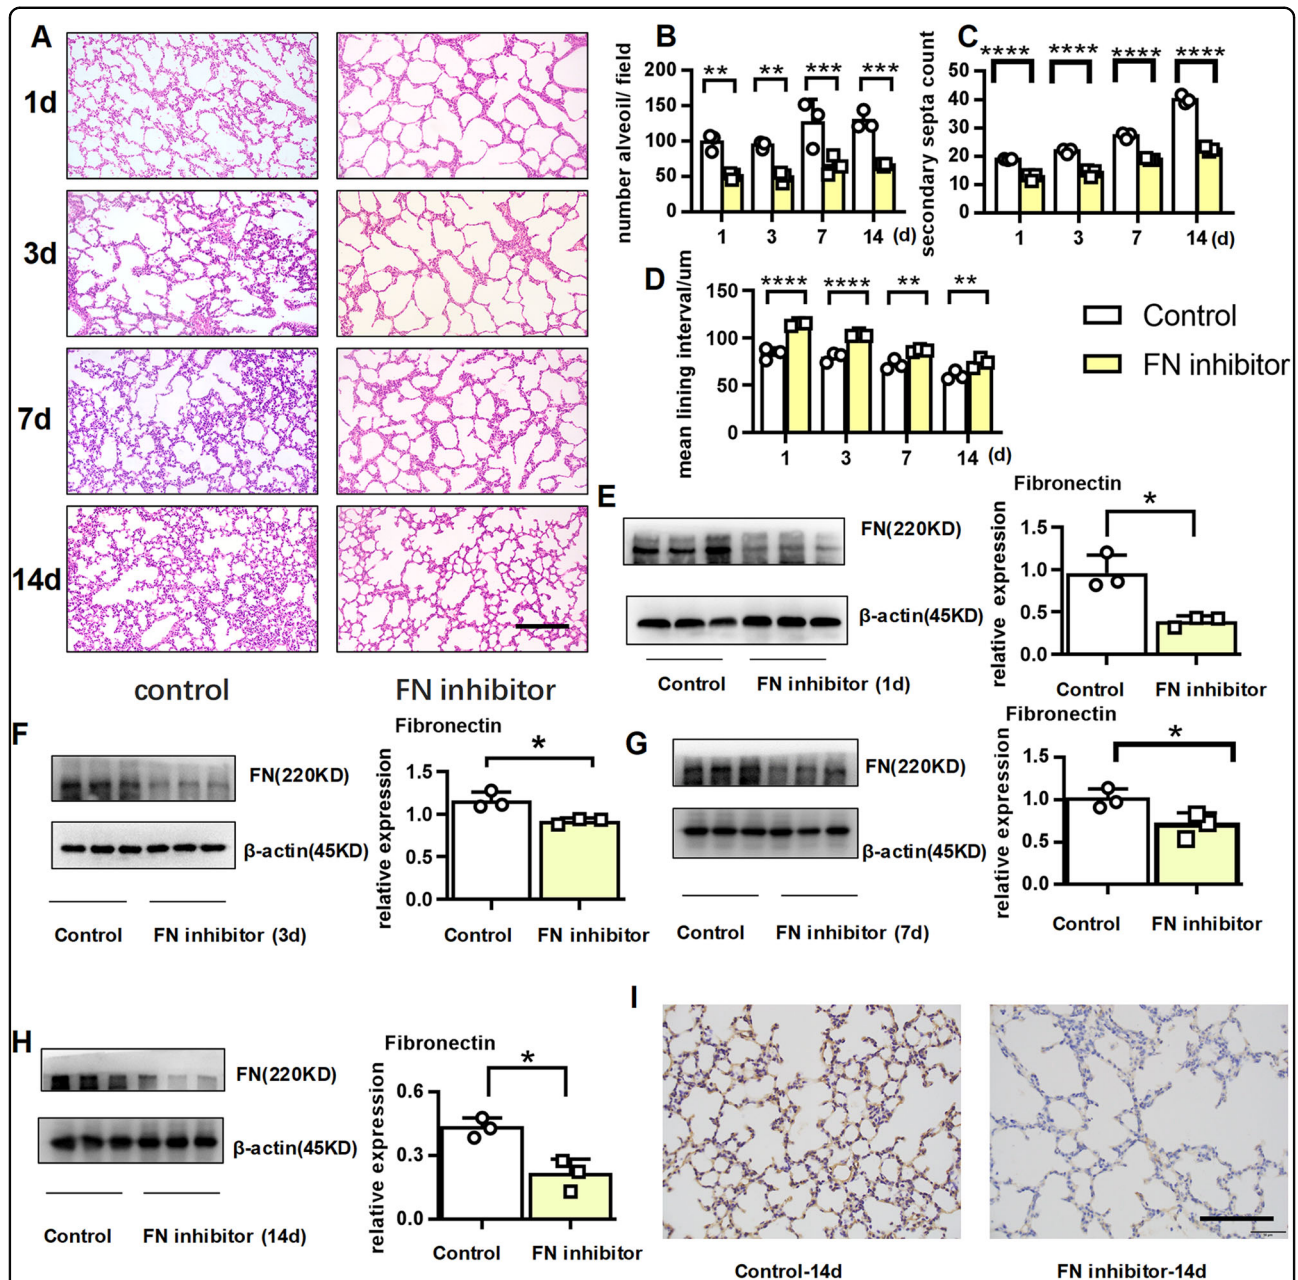 A
1d
3d
7d
14d
control
FN inhibitor
B
number alveoil/ field
200
150
100
50
0
**
**
***
***
1
3
7
14
(d)
C
secondary septa count
50
40
30
20
10
0
****
****
****
****
1
3
7
14 (d)
D
mean lining interval/um
150
100
50
0
****
****
**
**
1
3
7
14
(d)
Control
FN inhibitor
E
FN(220KD)
β-actin(45KD)
Control
FN inhibitor (1d)
Fibronectin
relative expression
1.5
1.0
0.5
0.0
*
Control
FN inhibitor
F
FN(220KD)
β-actin(45KD)
Control
FN inhibitor (3d)
Fibronectin
relative expression
1.5
1.0
0.5
0.0
*
Control
FN inhibitor
G
FN(220KD)
β-actin(45KD)
Control
FN inhibitor (7d)
Fibronectin
relative expression
1.5
1.0
0.5
0.0
*
Control
FN inhibitor
H
FN(220KD)
β-actin(45KD)
Control
FN inhibitor (14d)
Fibronectin
relative expression
0.6
0.3
0.0
*
Control
FN inhibitor
I
Control-14d
FN inhibitor-14d